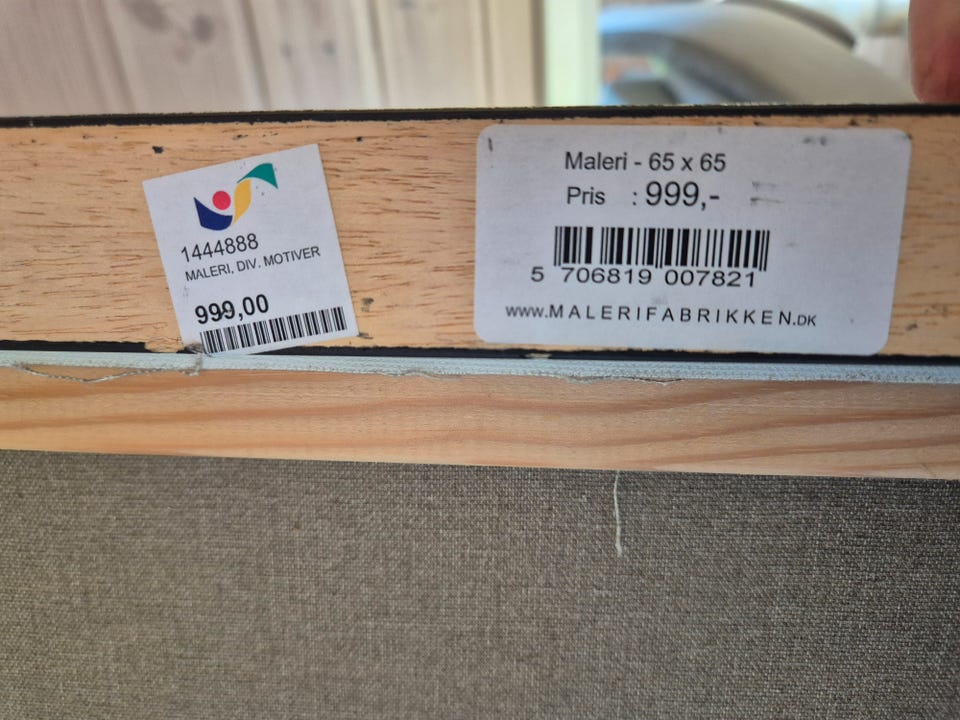 1444888
MALERI, DIV. MOTIVER
999,00
Maleri - 65 x 65
Pris : 999,-
5 706819 007821
www.MALERIFABRIKKEN.DK